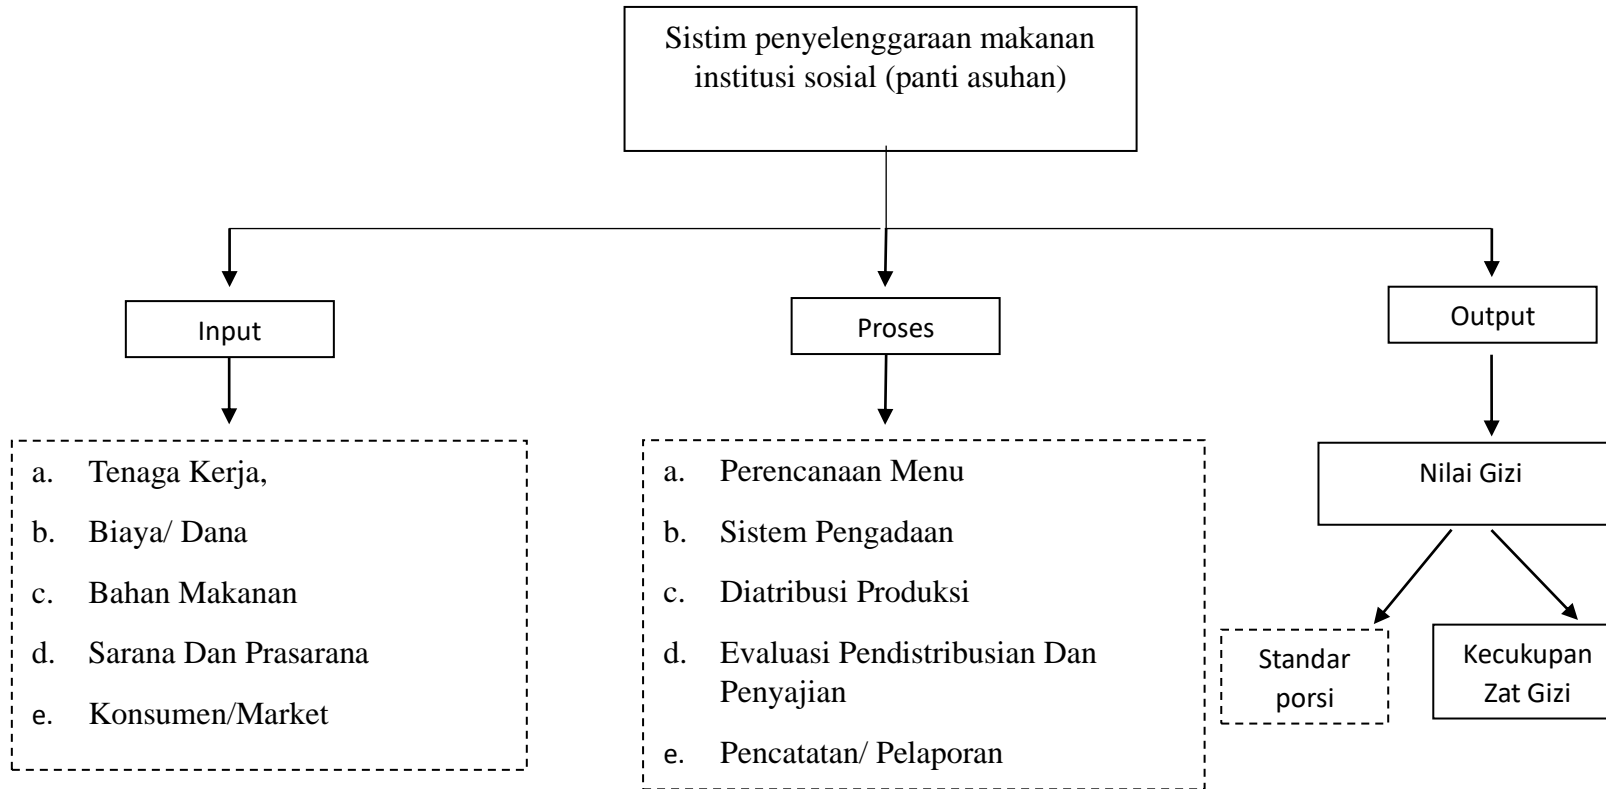 Sistim penyelenggaraan makanan
institusi sosial (panti asuhan)
Input
Proses
Output
a. Tenaga Kerja,
b. Biaya/ Dana
c. Bahan Makanan
d. Sarana Dan Prasarana
e. Konsumen/Market
a. Perencanaan Menu
b. Sistem Pengadaan
c. Diatribusi Produksi
d. Evaluasi Pendistribusian Dan
Penyajian
e. Pencatatan/ Pelaporan
Nilai Gizi
Standar
porsi
Kecukupan
Zat Gizi